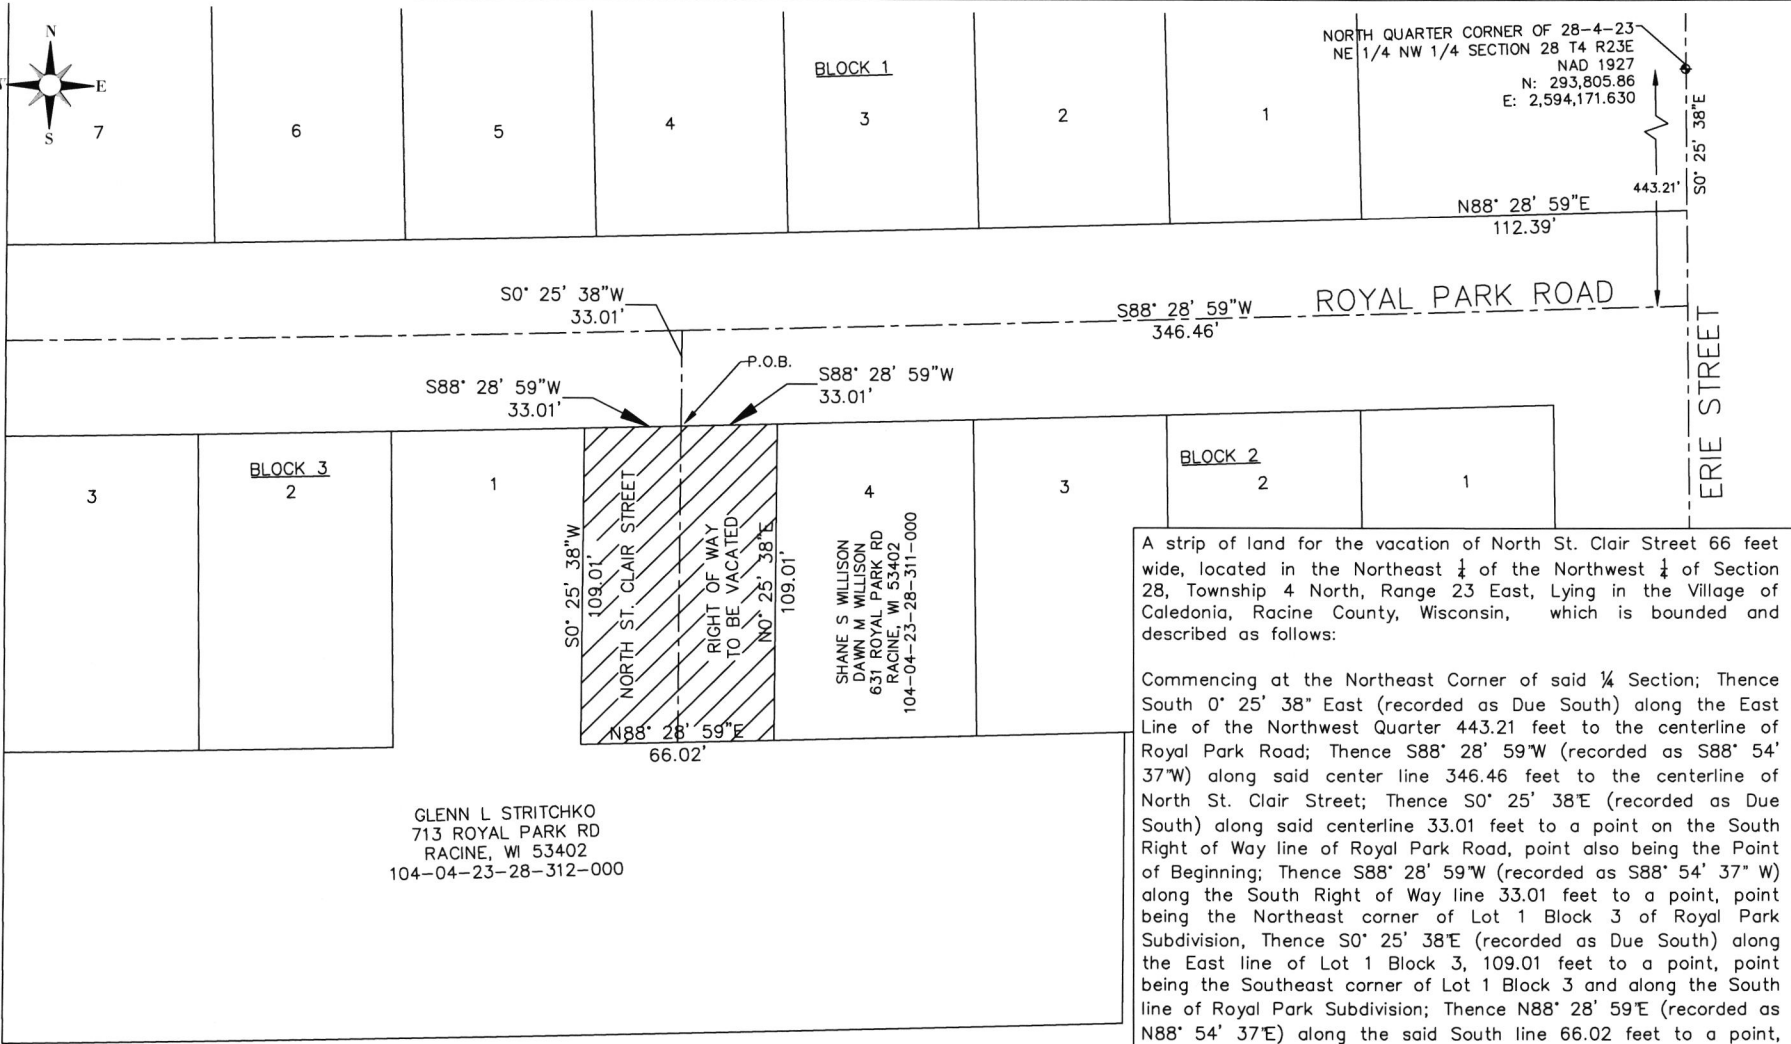 N
W
E
S
7
6
5
4
BLOCK 1
3
2
1
NORTH QUARTER CORNER OF 28-4-23
NE 1/4 NW 1/4 SECTION 28 T4 R23E
NAD 1927
N: 293,805.86
E: 2,594,171.630
S0° 25' 38"E
443.21'
N88° 28' 59"E
112.39'
S0° 25' 38"W
33.01'
S88° 28' 59"W
346.46'
ROYAL PARK ROAD
ERIE STREET
P.O.B.
S88° 28' 59"W
33.01'
S88° 28' 59"W
33.01'
3
BLOCK 3
2
1
S0° 25' 38"W
109.01'
NORTH ST. CLAIR STREET
RIGHT OF WAY
TO BE VACATED
N0° 25' 38"E
109.01'
N88° 28' 59"E
66.02'
4
SHANE S WILLISON
DAWN M WILLISON
631 ROYAL PARK RD
RACINE, WI 53402
104-04-23-28-311-000
3
BLOCK 2
2
1
GLENN L STRITCHKO
713 ROYAL PARK RD
RACINE, WI 53402
104-04-23-28-312-000
A strip of land for the vacation of North St. Clair Street 66 feet
wide, located in the Northeast ¼ of the Northwest ¼ of Section
28, Township 4 North, Range 23 East, Lying in the Village of
Caledonia, Racine County, Wisconsin, which is bounded and
described as follows:
Commencing at the Northeast Corner of said ¼ Section; Thence
South 0° 25' 38" East (recorded as Due South) along the East
Line of the Northwest Quarter 443.21 feet to the centerline of
Royal Park Road; Thence S88° 28' 59"W (recorded as S88° 54'
37"W) along said center line 346.46 feet to the centerline of
North St. Clair Street; Thence S0° 25' 38"E (recorded as Due
South) along said centerline 33.01 feet to a point on the South
Right of Way line of Royal Park Road, point also being the Point
of Beginning; Thence S88° 28' 59"W (recorded as S88° 54' 37" W)
along the South Right of Way line 33.01 feet to a point, point
being the Northeast corner of Lot 1 Block 3 of Royal Park
Subdivision, Thence S0° 25' 38"E (recorded as Due South) along
the East line of Lot 1 Block 3, 109.01 feet to a point, point
being the Southeast corner of Lot 1 Block 3 and along the South
line of Royal Park Subdivision; Thence N88° 28' 59"E (recorded as
N88° 54' 37"E) along the said South line 66.02 feet to a point,